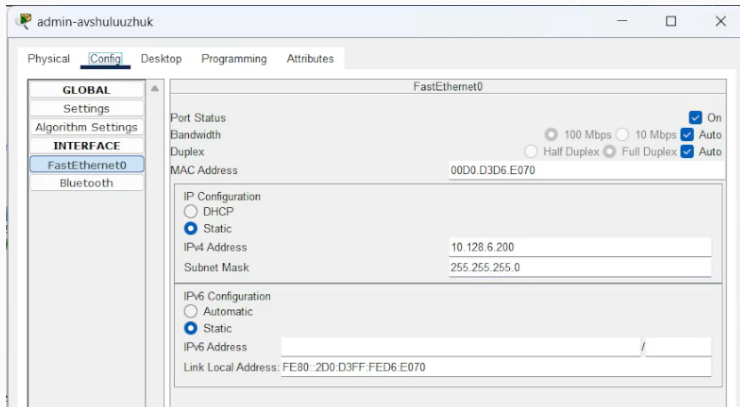 admin-avshuluuzhuk
Physical Config Desktop Programming Attributes
GLOBAL
Settings
Algorithm Settings
INTERFACE
FastEthernet0
Bluetooth
FastEthernet0
Port Status On
Bandwidth 100 Mbps 10 Mbps Auto
Duplex Half Duplex Full Duplex Auto
MAC Address 00D0.D3D6.E070
IP Configuration
DHCP
Static
IPv4 Address 10.128.6.200
Subnet Mask 255.255.255.0
IPv6 Configuration
Automatic
Static
IPv6 Address /
Link Local Address: FE80::2D0:D3FF:FED6:E070